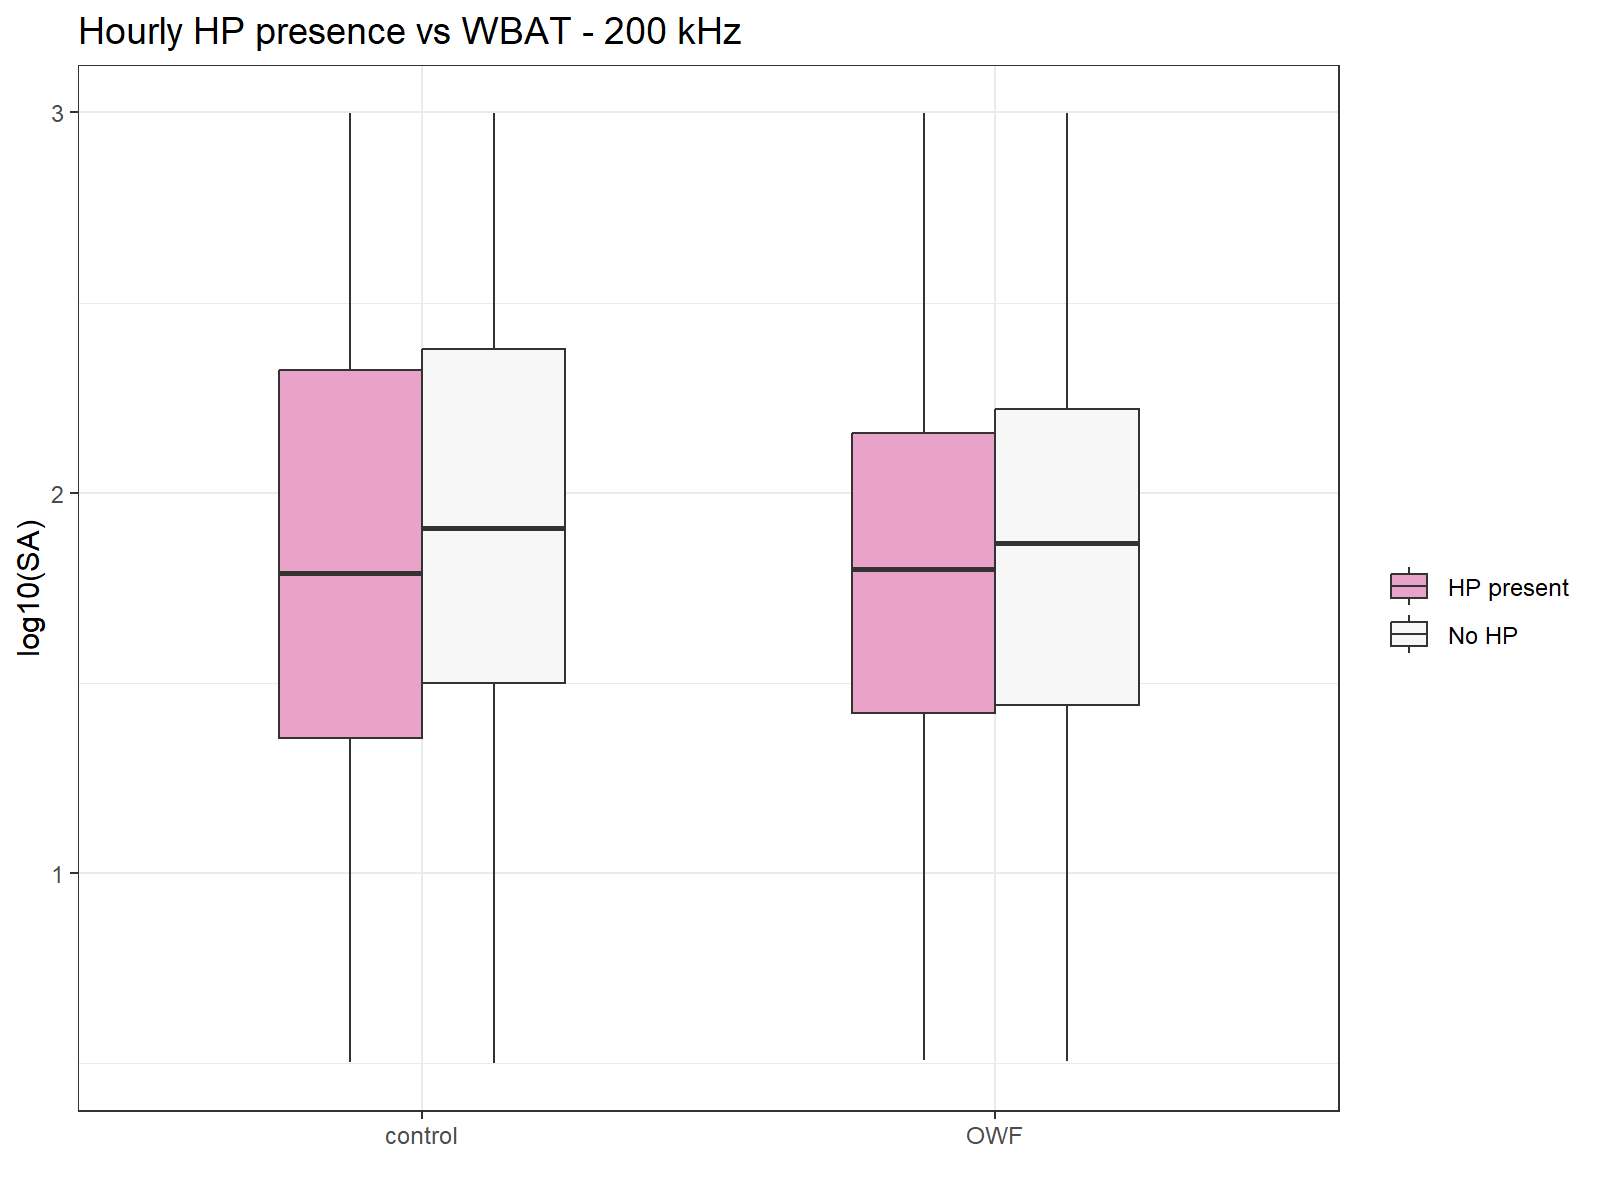 Hourly HP presence vs WBAT - 200 kHz
3
2
1
log10(SA)
control
OWF
HP present
No HP